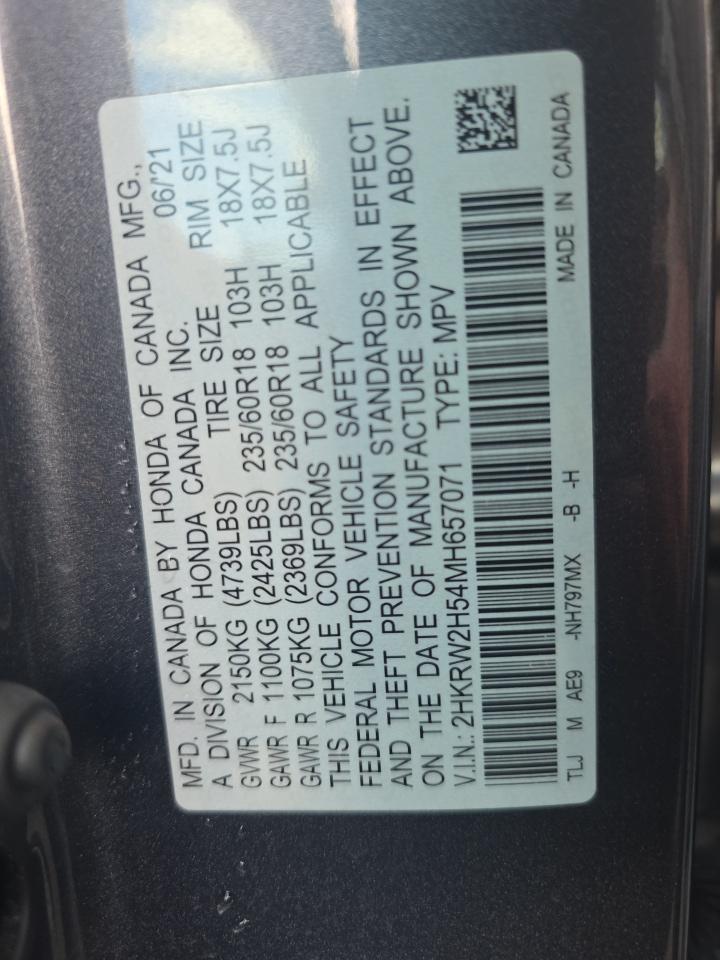 MFD. IN CANADA BY HONDA OF CANADA MFG.,
A DIVISION OF HONDA CANADA INC. 06/21
GVWR 2150KG (4739LBS) TIRE SIZE RIM SIZE
GAWR F 1100KG (2425LBS) 235/60R18 103H 18X7.5J
GAWR R 1075KG (2369LBS) 235/60R18 103H 18X7.5J
THIS VEHICLE CONFORMS TO ALL APPLICABLE
FEDERAL MOTOR VEHICLE SAFETY
AND THEFT PREVENTION STANDARDS IN EFFECT
ON THE DATE OF MANUFACTURE SHOWN ABOVE.
V.I.N.: 2HKRW2H54MH657071 TYPE: MPV
TLJ M AE9 -NH797MX -B -H MADE IN CANADA